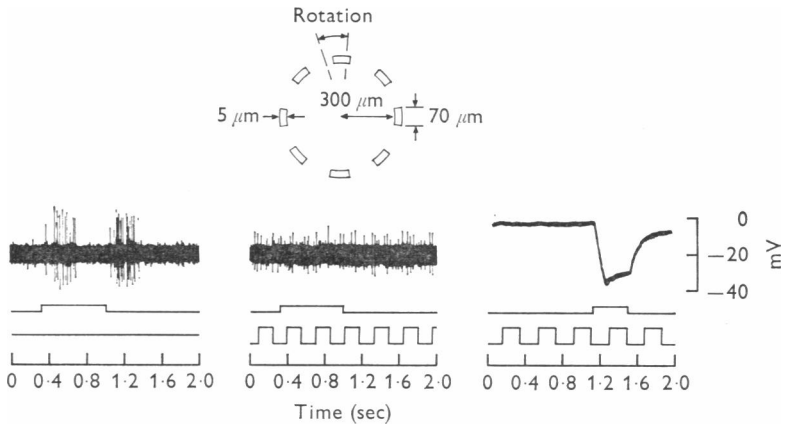 Rotation
300 μm
5 μm
70 μm
0
−20
−40
mV
0 0·4 0·8 1·2 1·6 2·0
0 0·4 0·8 1·2 1·6 2·0
0 0·4 0·8 1·2 1·6 2·0
Time (sec)